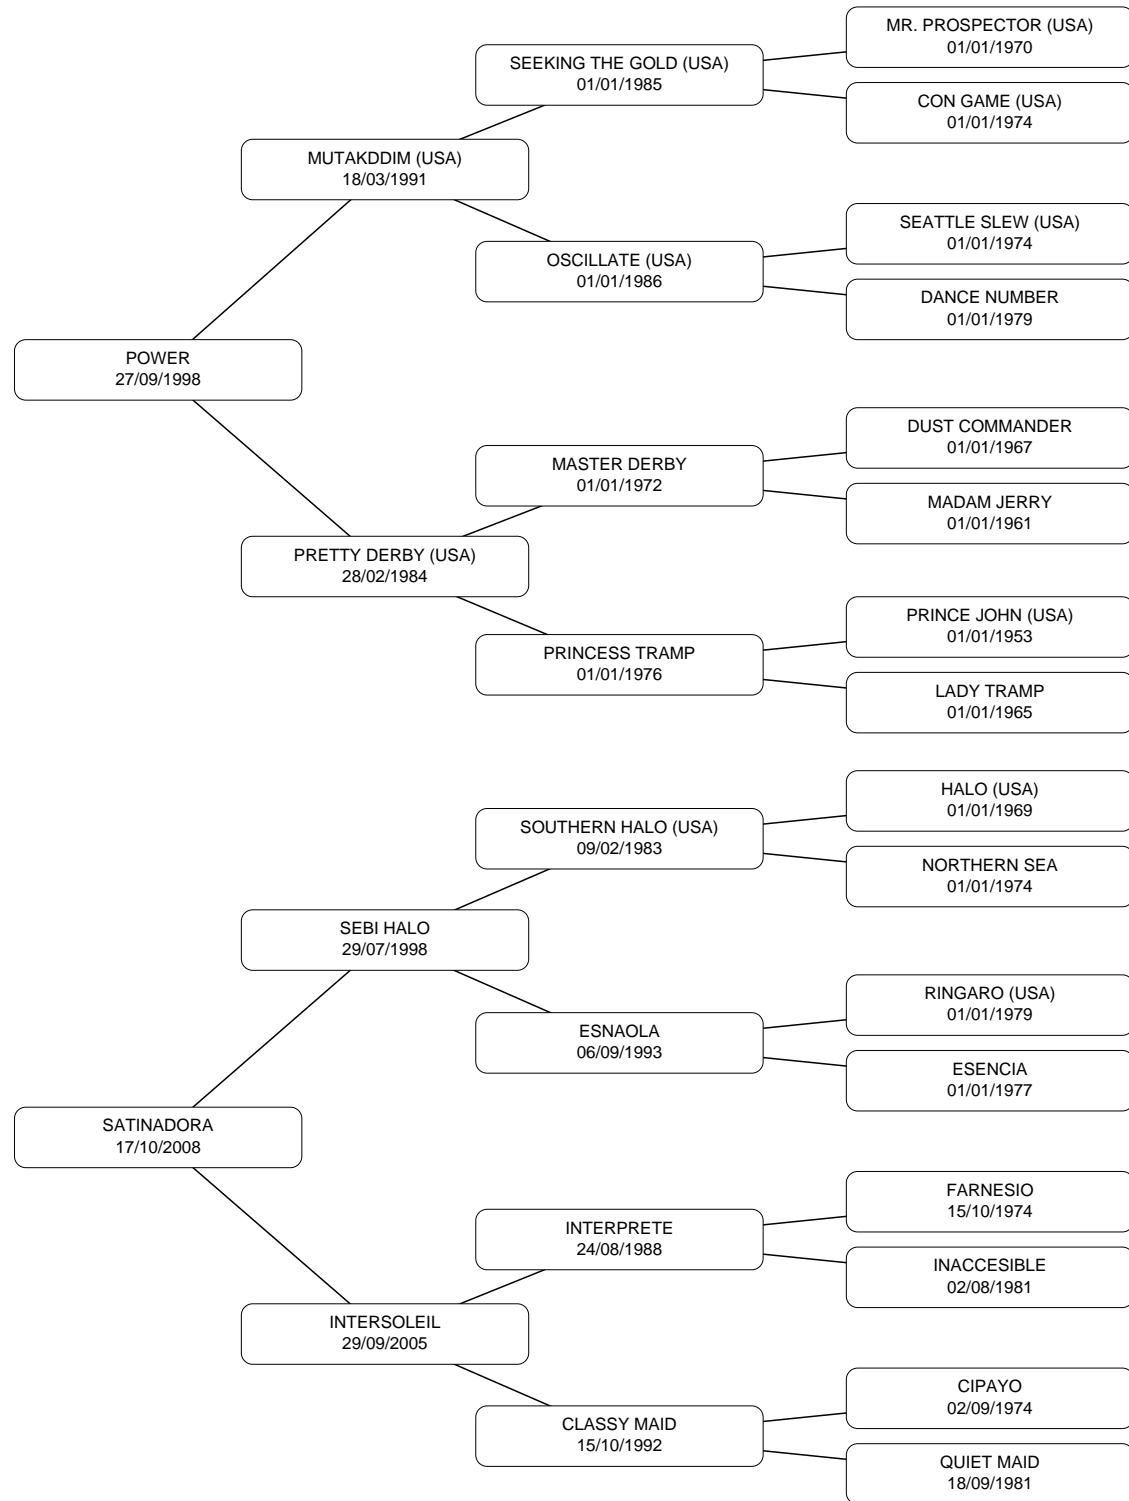 MR. PROSPECTOR (USA)
01/01/1970
SEEKING THE GOLD (USA)
01/01/1985
CON GAME (USA)
01/01/1974
MUTAKDDIM (USA)
18/03/1991
SEATTLE SLEW (USA)
01/01/1974
OSCILLATE (USA)
01/01/1986
DANCE NUMBER
01/01/1979
POWER
27/09/1998
DUST COMMANDER
01/01/1967
MASTER DERBY
01/01/1972
MADAM JERRY
01/01/1961
PRETTY DERBY (USA)
28/02/1984
PRINCE JOHN (USA)
01/01/1953
PRINCESS TRAMP
01/01/1976
LADY TRAMP
01/01/1965
HALO (USA)
01/01/1969
SOUTHERN HALO (USA)
09/02/1983
NORTHERN SEA
01/01/1974
SEBI HALO
29/07/1998
RINGARO (USA)
01/01/1979
ESNAOLA
06/09/1993
ESENCIA
01/01/1977
SATINADORA
17/10/2008
FARNESIO
15/10/1974
INTERPRETE
24/08/1988
INACCESIBLE
02/08/1981
INTERSOLEIL
29/09/2005
CIPAYO
02/09/1974
CLASSY MAID
15/10/1992
QUIET MAID
18/09/1981